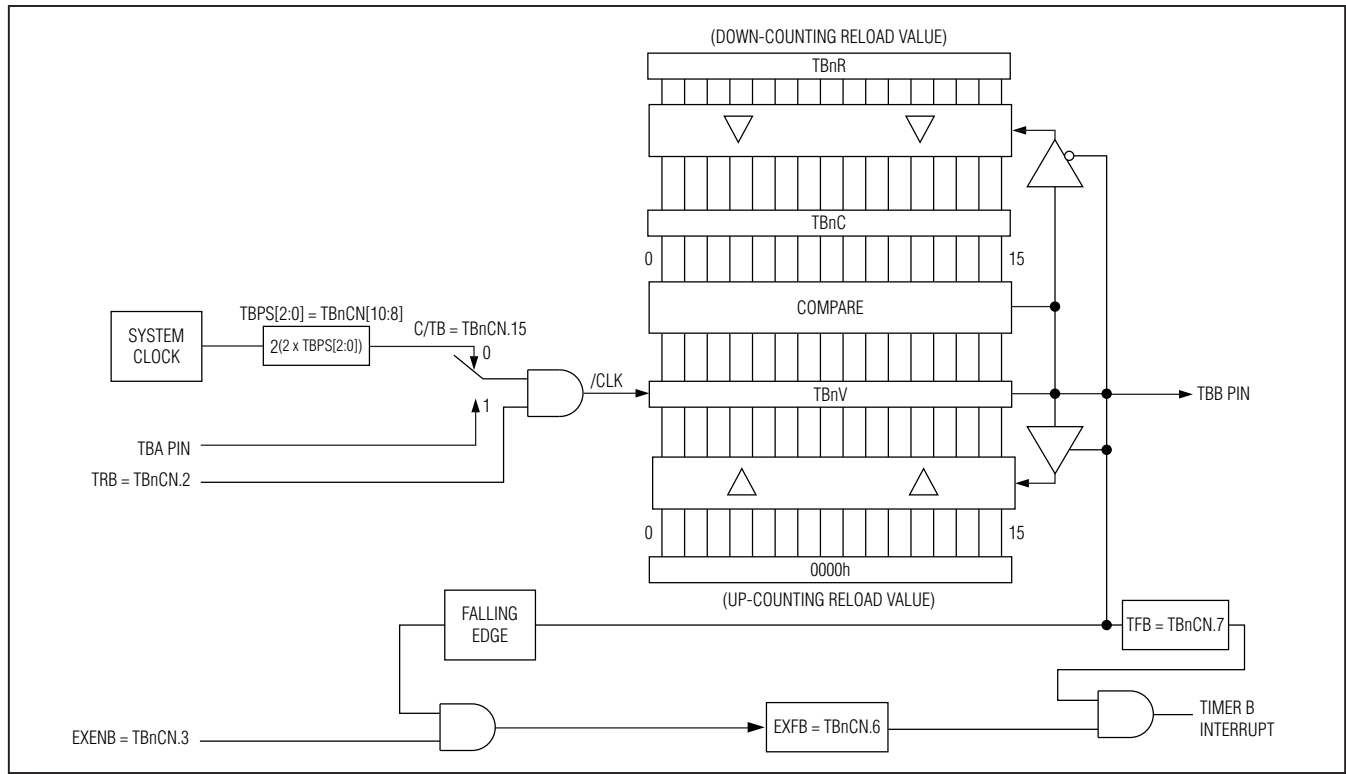 (DOWN-COUNTING RELOAD VALUE)
TBnR
TBnC
0
15
COMPARE
TBPS[2:0] = TBnCN[10:8]
C/TB = TBnCN.15
SYSTEM
CLOCK
2(2 x TBPS[2:0])
0
/CLK
TBnV
TBB PIN
1
TBA PIN
TRB = TBnCN.2
0
15
0000h
(UP-COUNTING RELOAD VALUE)
FALLING
EDGE
TFB = TBnCN.7
EXENB = TBnCN.3
EXFB = TBnCN.6
TIMER B
INTERRUPT